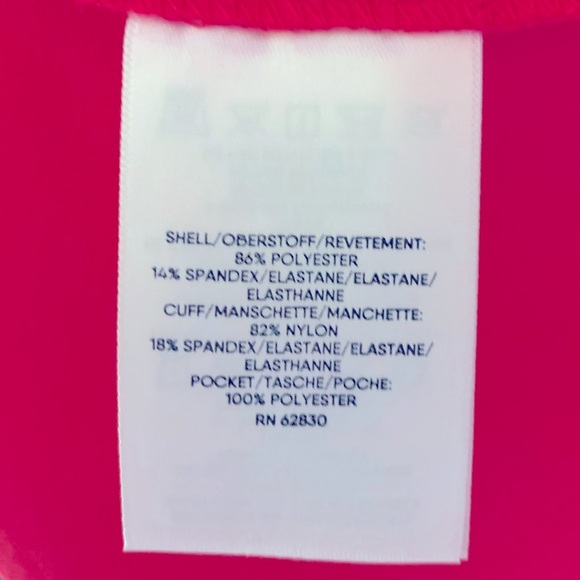 SHELL/OBERSTOFF/REVETEMENT:
86% POLYESTER
14% SPANDEX/ELASTANE/ELASTANE/
ELASTHANNE
CUFF/MANSCHETTE/MANCHETTE:
82% NYLON
18% SPANDEX/ELASTANE/ELASTANE/
ELASTHANNE
POCKET/TASCHE/POCHE:
100% POLYESTER
RN 62830